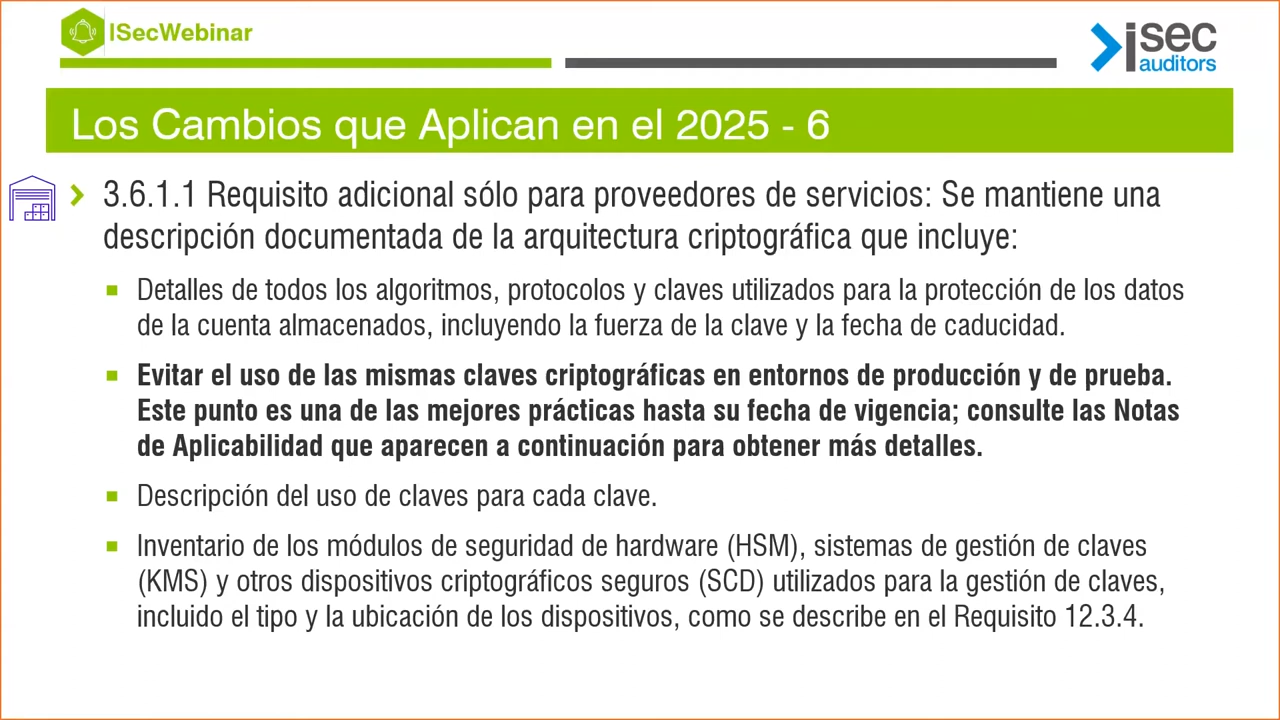 ISecWebinar
isec
auditors
Los Cambios que Aplican en el 2025 - 6
3.6.1.1 Requisito adicional sólo para proveedores de servicios: Se mantiene una
descripción documentada de la arquitectura criptográfica que incluye:
Detalles de todos los algoritmos, protocolos y claves utilizados para la protección de los datos
de la cuenta almacenados, incluyendo la fuerza de la clave y la fecha de caducidad.
Evitar el uso de las mismas claves criptográficas en entornos de producción y de prueba.
Este punto es una de las mejores prácticas hasta su fecha de vigencia; consulte las Notas
de Aplicabilidad que aparecen a continuación para obtener más detalles.
Descripción del uso de claves para cada clave.
Inventario de los módulos de seguridad de hardware (HSM), sistemas de gestión de claves
(KMS) y otros dispositivos criptográficos seguros (SCD) utilizados para la gestión de claves,
incluido el tipo y la ubicación de los dispositivos, como se describe en el Requisito 12.3.4.